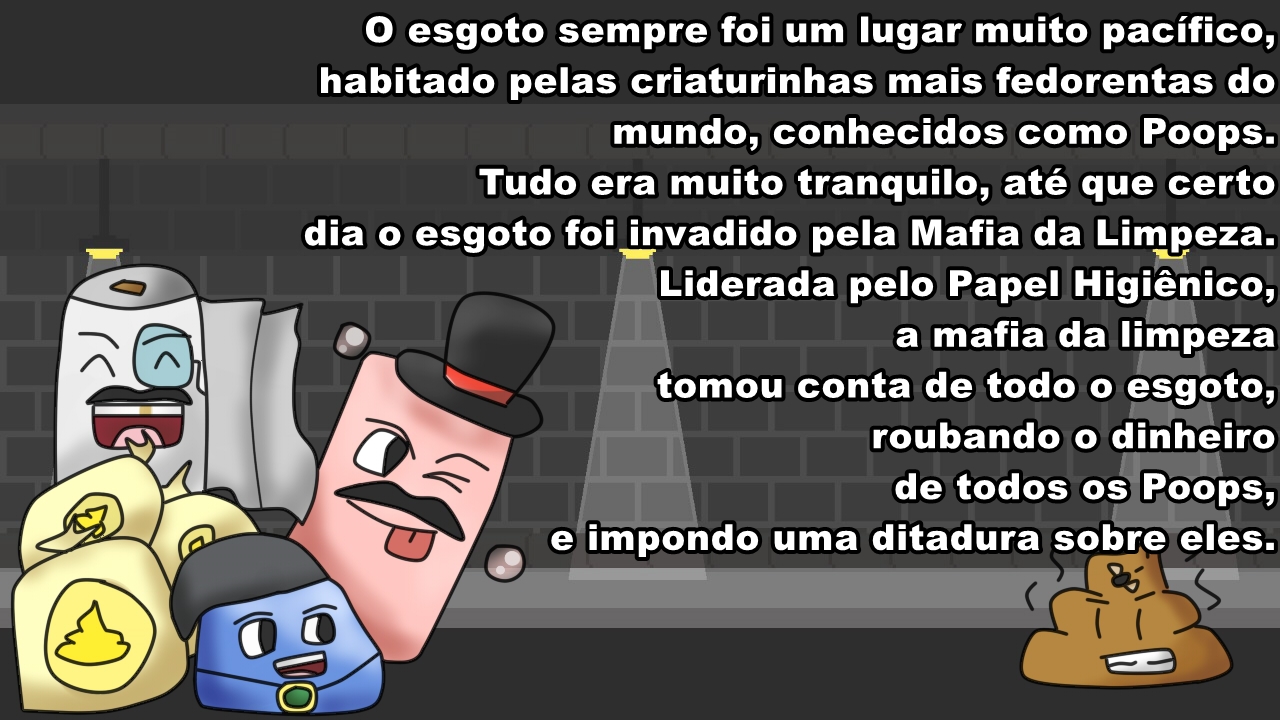 O esgoto sempre foi um lugar muito pacífico,
habitado pelas criaturinhas mais fedorentas do
mundo, conhecidos como Poops.
Tudo era muito tranquilo, até que certo
dia o esgoto foi invadido pela Mafia da Limpeza.
Liderada pelo Papel Higiênico,
a mafia da limpeza
tomou conta de todo o esgoto,
roubando o dinheiro
de todos os Poops,
e impondo uma ditadura sobre eles.